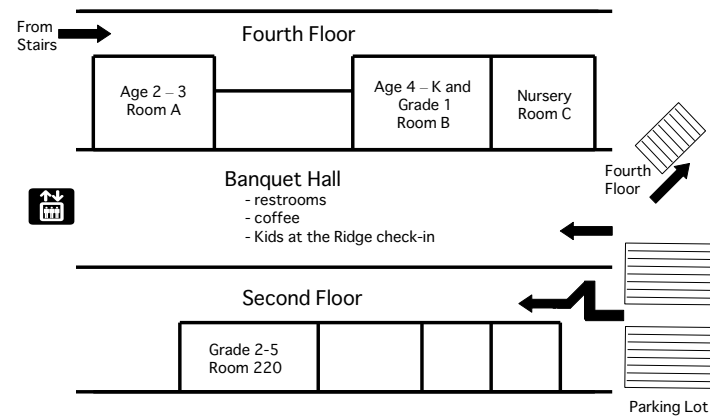 From
Stairs
Fourth Floor
Age 2 – 3
Room A
Age 4 – K and
Grade 1
Room B
Nursery
Room C
Fourth
Floor
Banquet Hall
- restrooms
- coffee
- Kids at the Ridge check-in
Second Floor
Grade 2-5
Room 220
Parking Lot